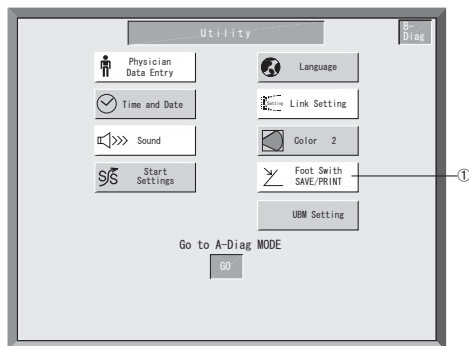 Utility
B-
Diag
Physician
Data Entry
Language
Time and Date
Setting
Link Setting
Sound
Color 2
S/S
Start
Settings
Foot Swith
SAVE/PRINT
①
UBM Setting
Go to A-Diag MODE
GO